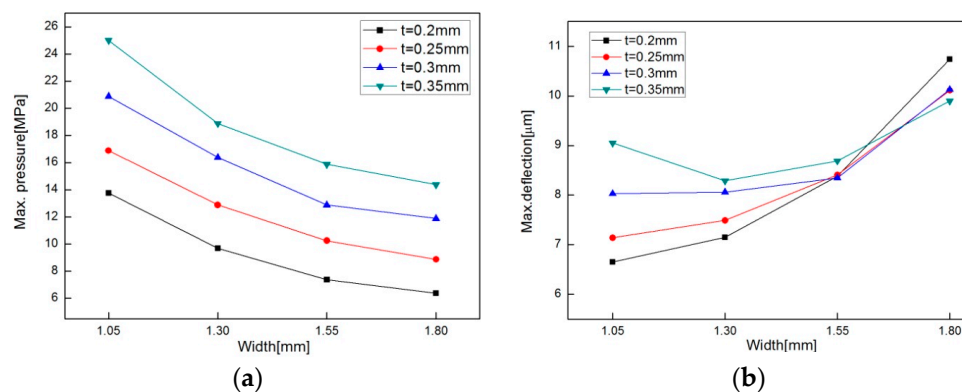 26
24
22
20
18
16
14
12
10
8
6
Max. pressure[MPa]
t=0.2mm
t=0.25mm
t=0.3mm
t=0.35mm
1.05 1.30 1.55 1.80
Width[mm]
(a)
11
10
9
8
7
6
Max.deflection[μm]
t=0.2mm
t=0.25mm
t=0.3mm
t=0.35mm
1.05 1.30 1.55 1.80
Width[mm]
(b)